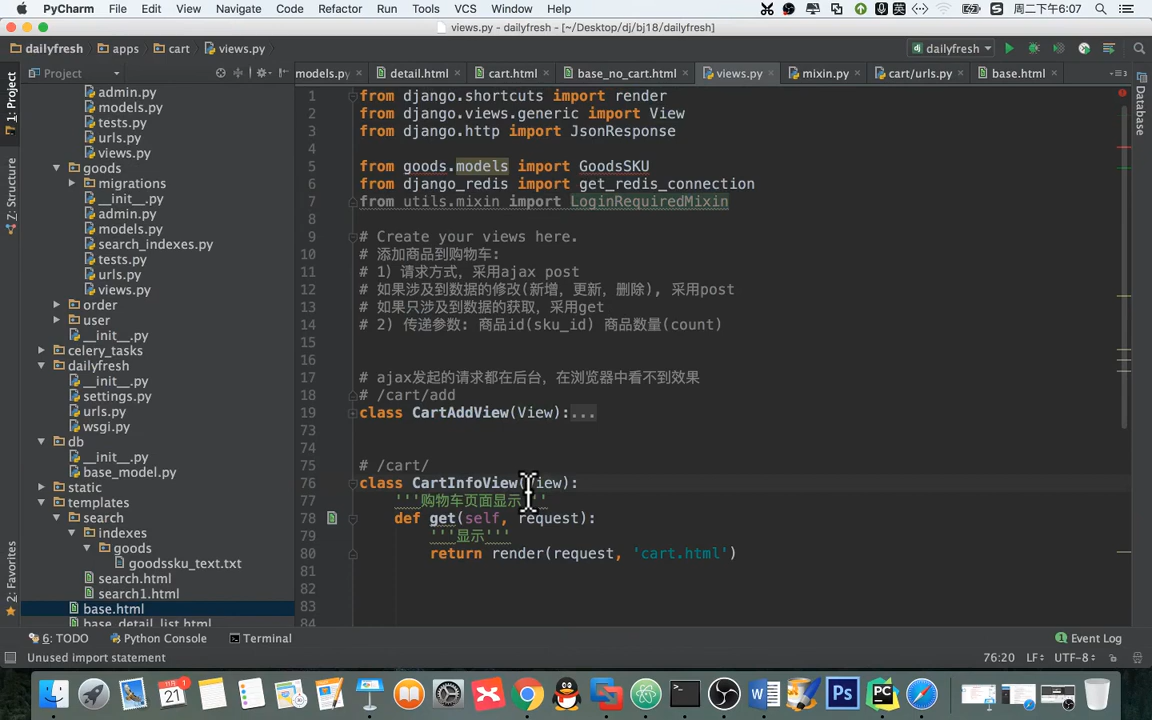 PyCharm File Edit View Navigate Code Refactor Run Tools VCS Window Help 周二下午6:07
views.py - dailyfresh - [~/Desktop/dj/bj18/dailyfresh]
dailyfresh apps cart views.py dailyfresh
Project
models.py detail.html cart.html base_no_cart.html views.py mixin.py cart/urls.py base.html
1: Project
Z: Structure
2: Favorites
Database
admin.py
models.py
tests.py
urls.py
views.py
goods
migrations
__init__.py
admin.py
models.py
search_indexes.py
tests.py
urls.py
views.py
order
user
__init__.py
celery_tasks
dailyfresh
__init__.py
settings.py
urls.py
wsgi.py
db
__init__.py
base_model.py
static
templates
search
indexes
goods
goodssku_text.txt
search.html
search1.html
base.html
base_detail_list.html
1 from django.shortcuts import render
2 from django.views.generic import View
3 from django.http import JsonResponse
4
5 from goods.models import GoodsSKU
6 from django_redis import get_redis_connection
7 from utils.mixin import LoginRequiredMixin
8
9 # Create your views here.
10 # 添加商品到购物车:
11 # 1) 请求方式，采用ajax post
12 # 如果涉及到数据的修改(新增，更新，删除), 采用post
13 # 如果只涉及到数据的获取，采用get
14 # 2) 传递参数: 商品id(sku_id) 商品数量(count)
15
16
17 # ajax发起的请求都在后台，在浏览器中看不到效果
18 # /cart/add
19 class CartAddView(View):...
73
74
75 # /cart/
76 class CartInfoView(View):
77 '''购物车页面显示'''
78 def get(self, request):
79 '''显示'''
80 return render(request, 'cart.html')
81
82
83
84
6: TODO Python Console Terminal 1 Event Log
Unused import statement 76:20 LF÷ UTF-8÷